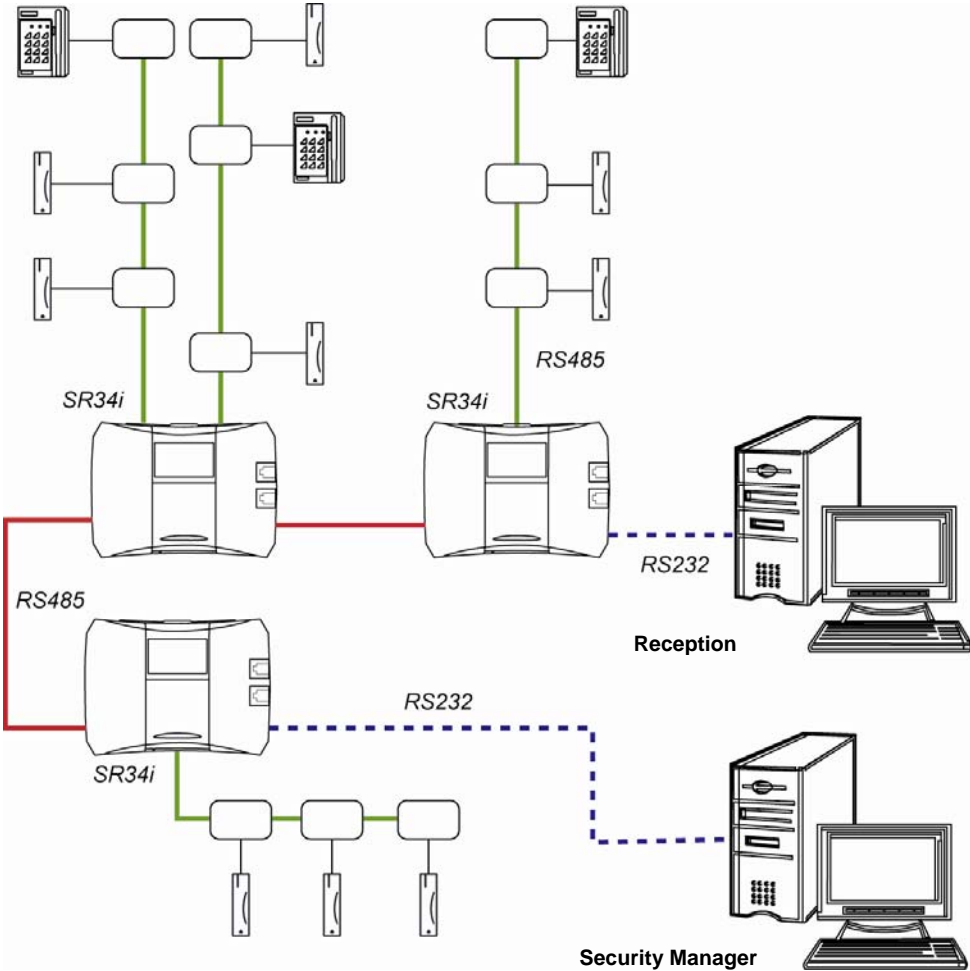 RS485
SR34i
SR34i
RS232
RS485
Reception
RS232
SR34i
Security Manager